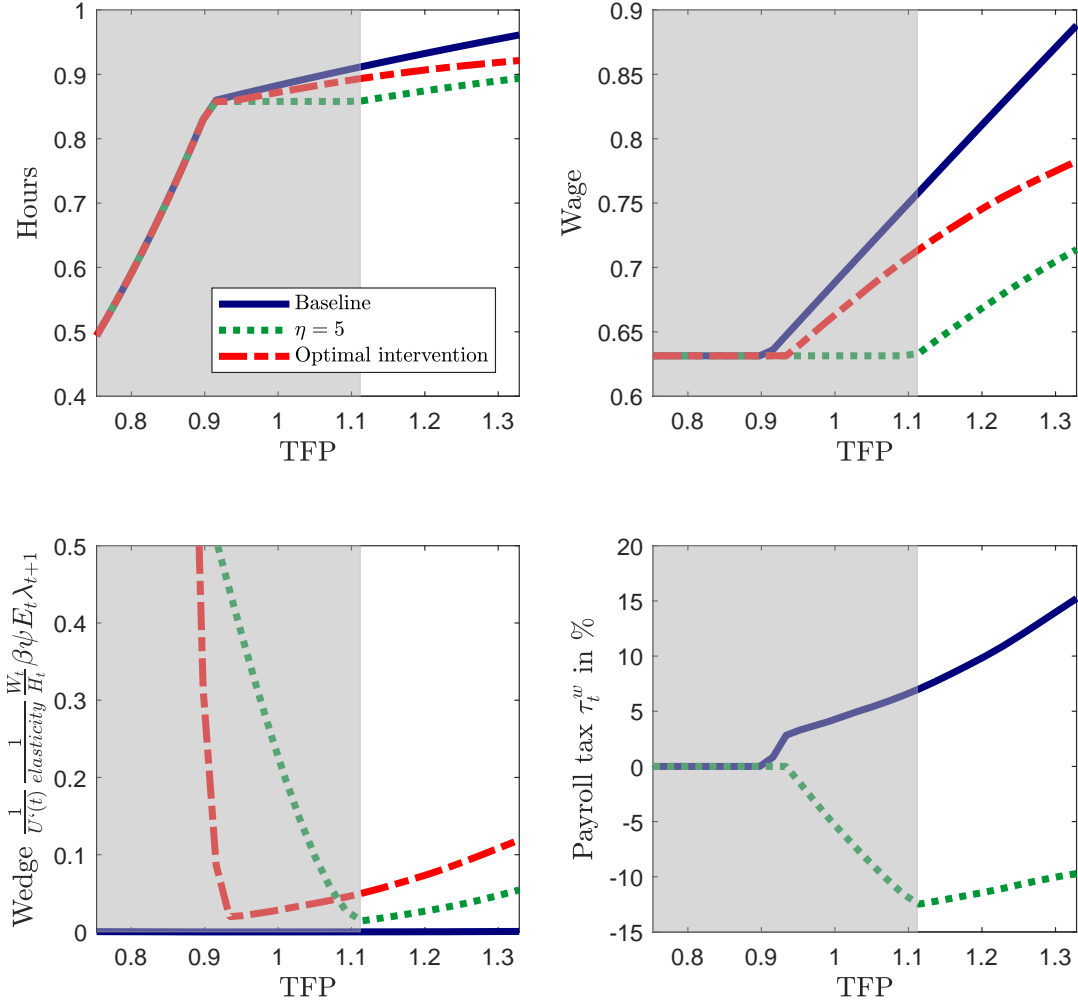 1
0.9
0.8
0.7
0.6
0.5
0.4
Hours
0.8 0.9 1 1.1 1.2 1.3
TFP
Baseline
η = 5
Optimal intervention
0.9
0.85
0.8
0.75
0.7
0.65
0.6
Wage
0.8 0.9 1 1.1 1.2 1.3
TFP
0.5
0.4
0.3
0.2
0.1
0
Wedge \frac{1}{U‘(t)} \frac{1}{elasticity} \frac{W_t}{H_t} βψE_tλ_{t+1}
0.8 0.9 1 1.1 1.2 1.3
TFP
20
15
10
5
0
-5
-10
-15
Payroll tax τ_t^w in %
0.8 0.9 1 1.1 1.2 1.3
TFP